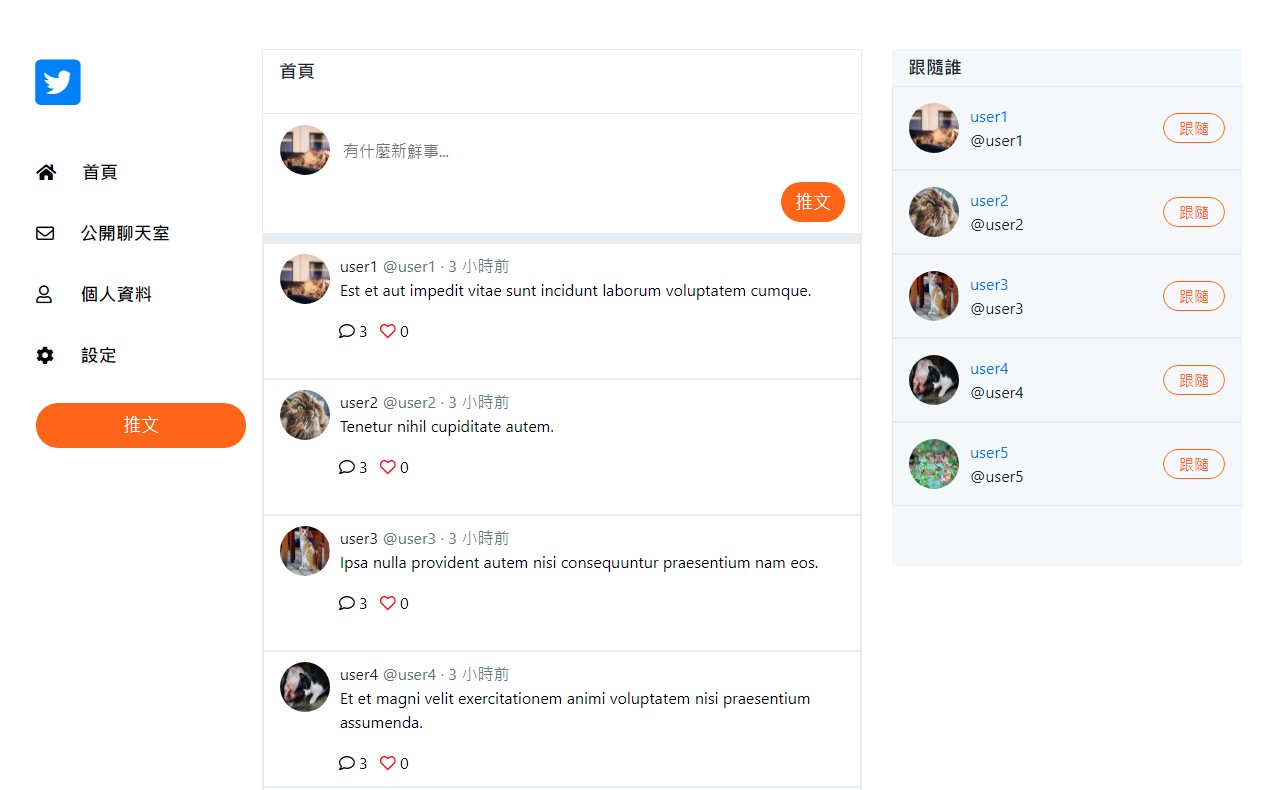 首頁
公開聊天室
個人資料
設定
推文
首頁
有什麼新鮮事...
推文
user1 @user1 · 3 小時前
Est et aut impedit vitae sunt incidunt laborum voluptatem cumque.
3 0
user2 @user2 · 3 小時前
Tenetur nihil cupiditate autem.
3 0
user3 @user3 · 3 小時前
Ipsa nulla provident autem nisi consequuntur praesentium nam eos.
3 0
user4 @user4 · 3 小時前
Et et magni velit exercitationem animi voluptatem nisi praesentium
assumenda.
3 0
跟隨誰
user1
@user1
跟隨
user2
@user2
跟隨
user3
@user3
跟隨
user4
@user4
跟隨
user5
@user5
跟隨